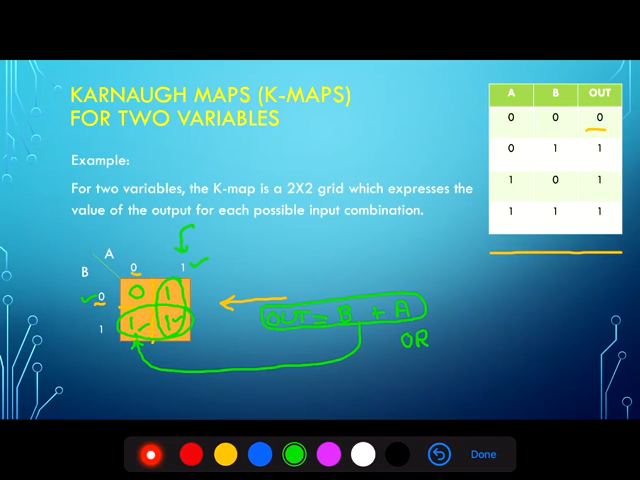 KARNAUGH MAPS (K-MAPS)
FOR TWO VARIABLES
A B OUT
0 0 0
0 1 1
1 0 1
1 1 1
Example:
For two variables, the K-map is a 2X2 grid which expresses the
value of the output for each possible input combination.
A
B
0 1
0 0 1
1 1 1
OUT = B + A
OR
Done